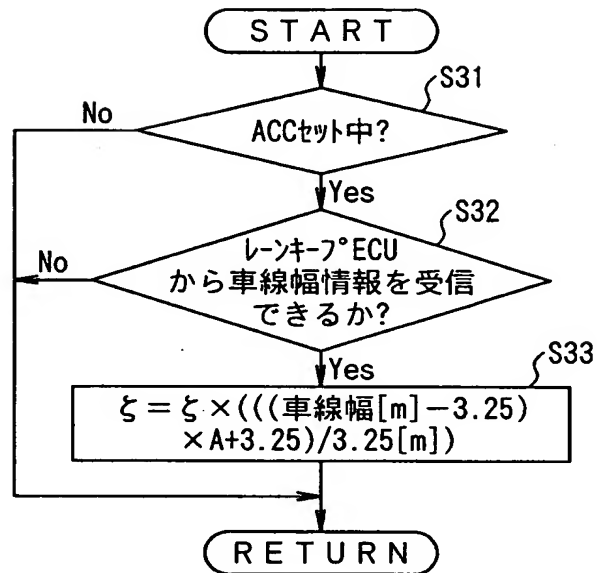 START
S31
No
ACCセット中?
Yes
S32
No
レーンキープECU
から車線幅情報を受信
できるか?
Yes
S33
ξ=ξ×(((車線幅[m]−3.25)
×A+3.25)/3.25[m])
RETURN